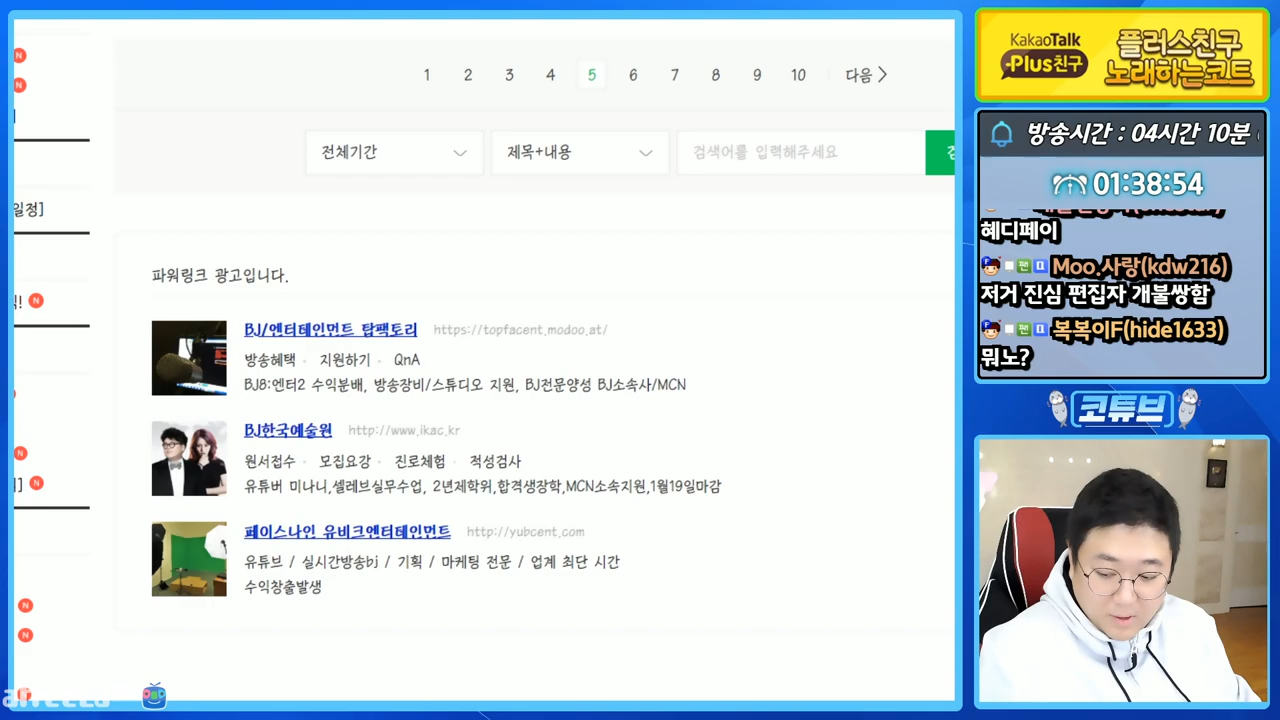 1 2 3 4 5 6 7 8 9 10 다음
전체기간
제목+내용
검색어를 입력해주세요
일정]
파워링크 광고입니다.
BJ/엔터테인먼트 탑팩토리 https://topfacent.modoo.at/
방송혜택 · 지원하기 · QnA
BJ8:엔터2 수익분배, 방송장비/스튜디오 지원, BJ전문양성 BJ소속사/MCN
BJ한국예술원 http://www.ikac.kr
원서접수 · 모집요강 · 진로체험 · 적성검사
유튜버 미나니,셀레브실무수업, 2년제학위,합격생장학,MCN소속지원,1월19일마감
페이스나인 유비크엔터테인먼트 http://yubcent.com
유튜브 / 실시간방송bj / 기획 / 마케팅 전문 / 업계 최단 시간
수익창출발생
KakaoTalk
Plus친구
플러스친구
노래하는코트
방송시간 : 04시간 10분
01:38:54
혜디페이
Moo.사랑(kdw216)
저거 진심 편집자 개불쌍함
복복이F(hide1633)
뭐노?
코튜브